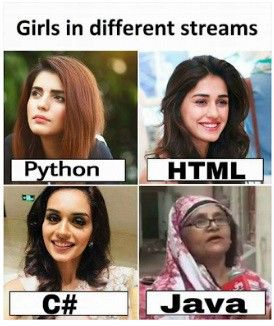 Girls in different streams
Python
HTML
C#
Java